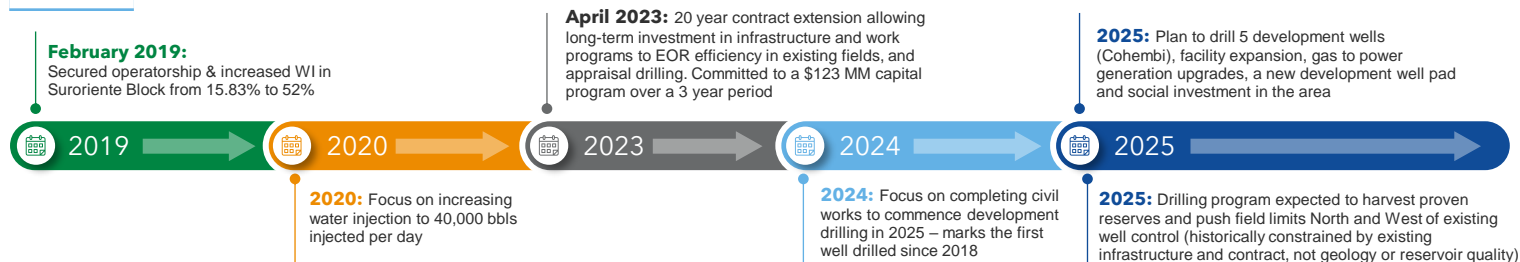 February 2019:
Secured operatorship & increased WI in
Suroriente Block from 15.83% to 52%
April 2023: 20 year contract extension allowing
long-term investment in infrastructure and work
programs to EOR efficiency in existing fields, and
appraisal drilling. Committed to a $123 MM capital
program over a 3 year period
2025: Plan to drill 5 development wells
(Cohembi), facility expansion, gas to power
generation upgrades, a new development well pad
and social investment in the area
2019
2020
2023
2024
2025
2020: Focus on increasing
water injection to 40,000 bbls
injected per day
2024: Focus on completing civil
works to commence development
drilling in 2025 – marks the first
well drilled since 2018
2025: Drilling program expected to harvest proven
reserves and push field limits North and West of existing
well control (historically constrained by existing
infrastructure and contract, not geology or reservoir quality)